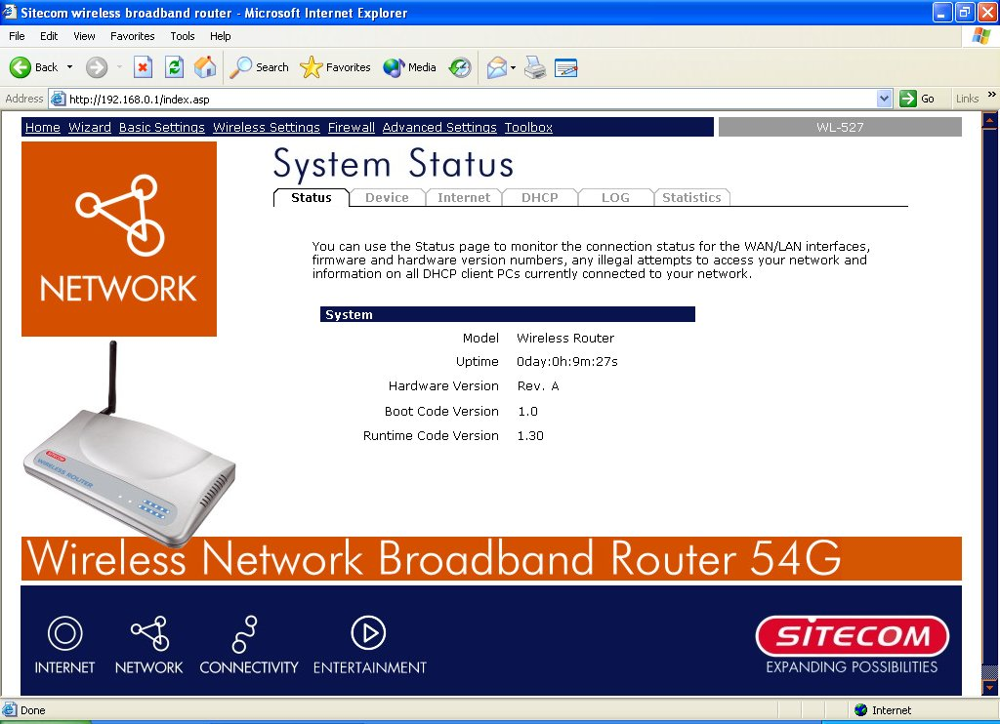 Sitecom wireless broadband router - Microsoft Internet Explorer
File Edit View Favorites Tools Help
Back Search Favorites Media
Address http://192.168.0.1/index.asp Go Links »
Home Wizard Basic Settings Wireless Settings Firewall Advanced Settings Toolbox WL-527
System Status
Status Device Internet DHCP LOG Statistics
NETWORK
You can use the Status page to monitor the connection status for the WAN/LAN interfaces,
firmware and hardware version numbers, any illegal attempts to access your network and
information on all DHCP client PCs currently connected to your network.
System
Model Wireless Router
Uptime 0day:0h:9m:27s
Hardware Version Rev. A
Boot Code Version 1.0
Runtime Code Version 1.30
SITECOM
WIRELESS ROUTER
Wireless Network Broadband Router 54G
INTERNET NETWORK CONNECTIVITY ENTERTAINMENT
SITECOM
EXPANDING POSSIBILITIES
Done Internet